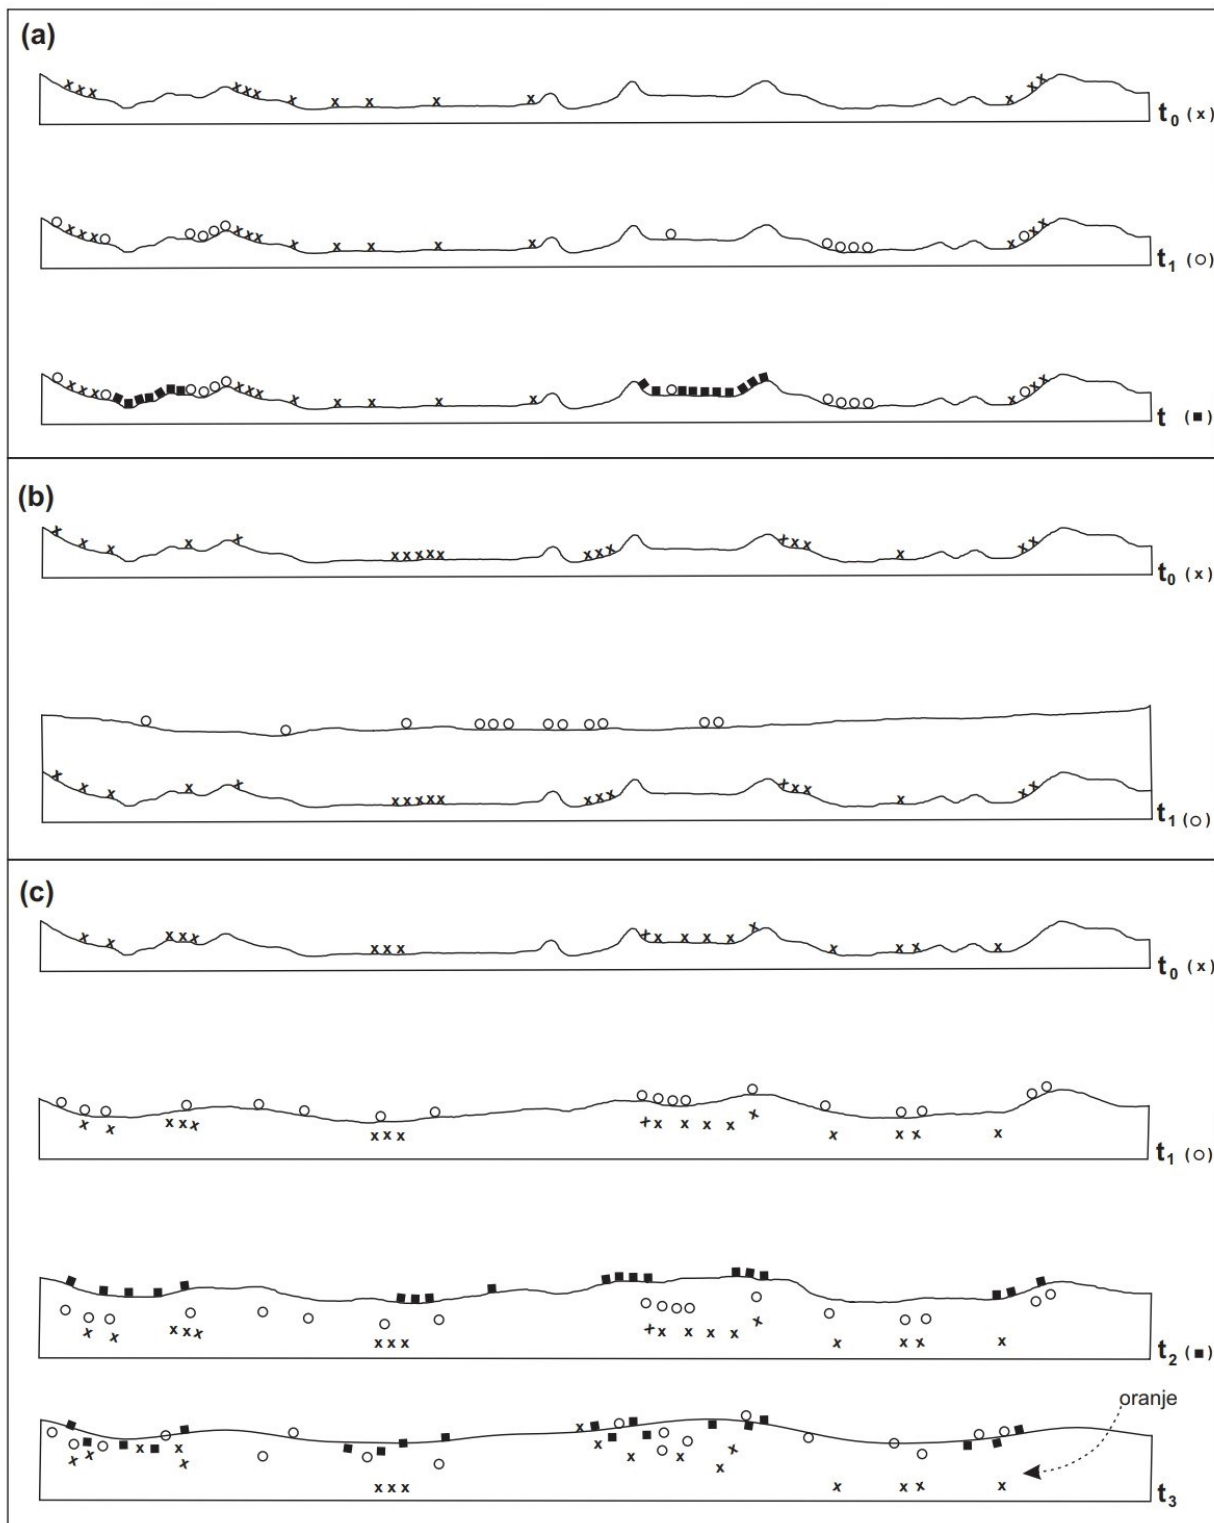 (a)
t0 (x)
t1 (○)
t (■)
(b)
t0 (x)
t1 (○)
(c)
t0 (x)
t1 (○)
t2 (■)
oranje
t3